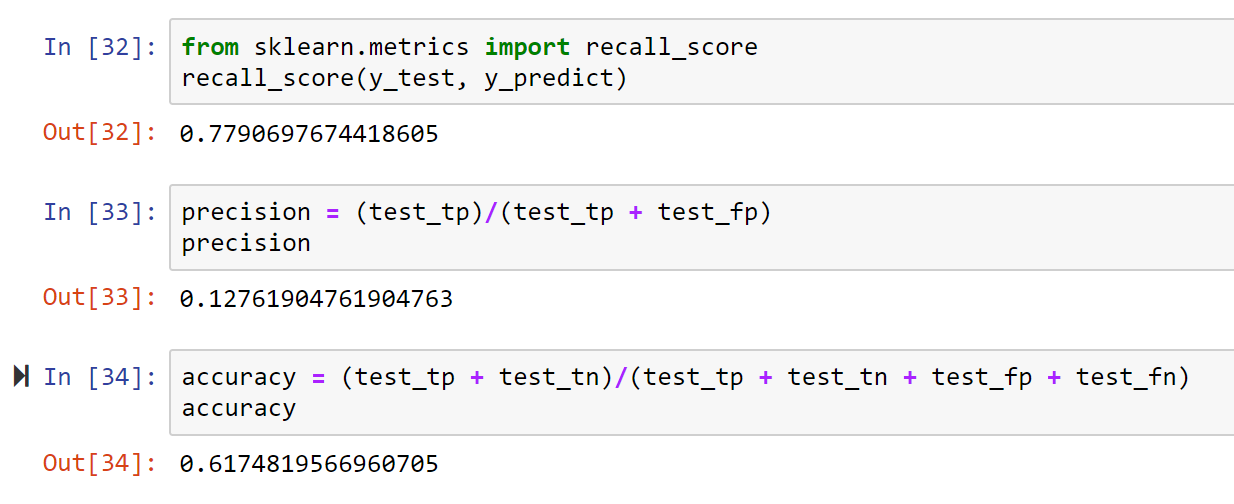 In [32]: from sklearn.metrics import recall_score
recall_score(y_test, y_predict)
Out[32]: 0.7790697674418605
In [33]: precision = (test_tp)/(test_tp + test_fp)
precision
Out[33]: 0.12761904761904763
In [34]: accuracy = (test_tp + test_tn)/(test_tp + test_tn + test_fp + test_fn)
accuracy
Out[34]: 0.6174819566960705